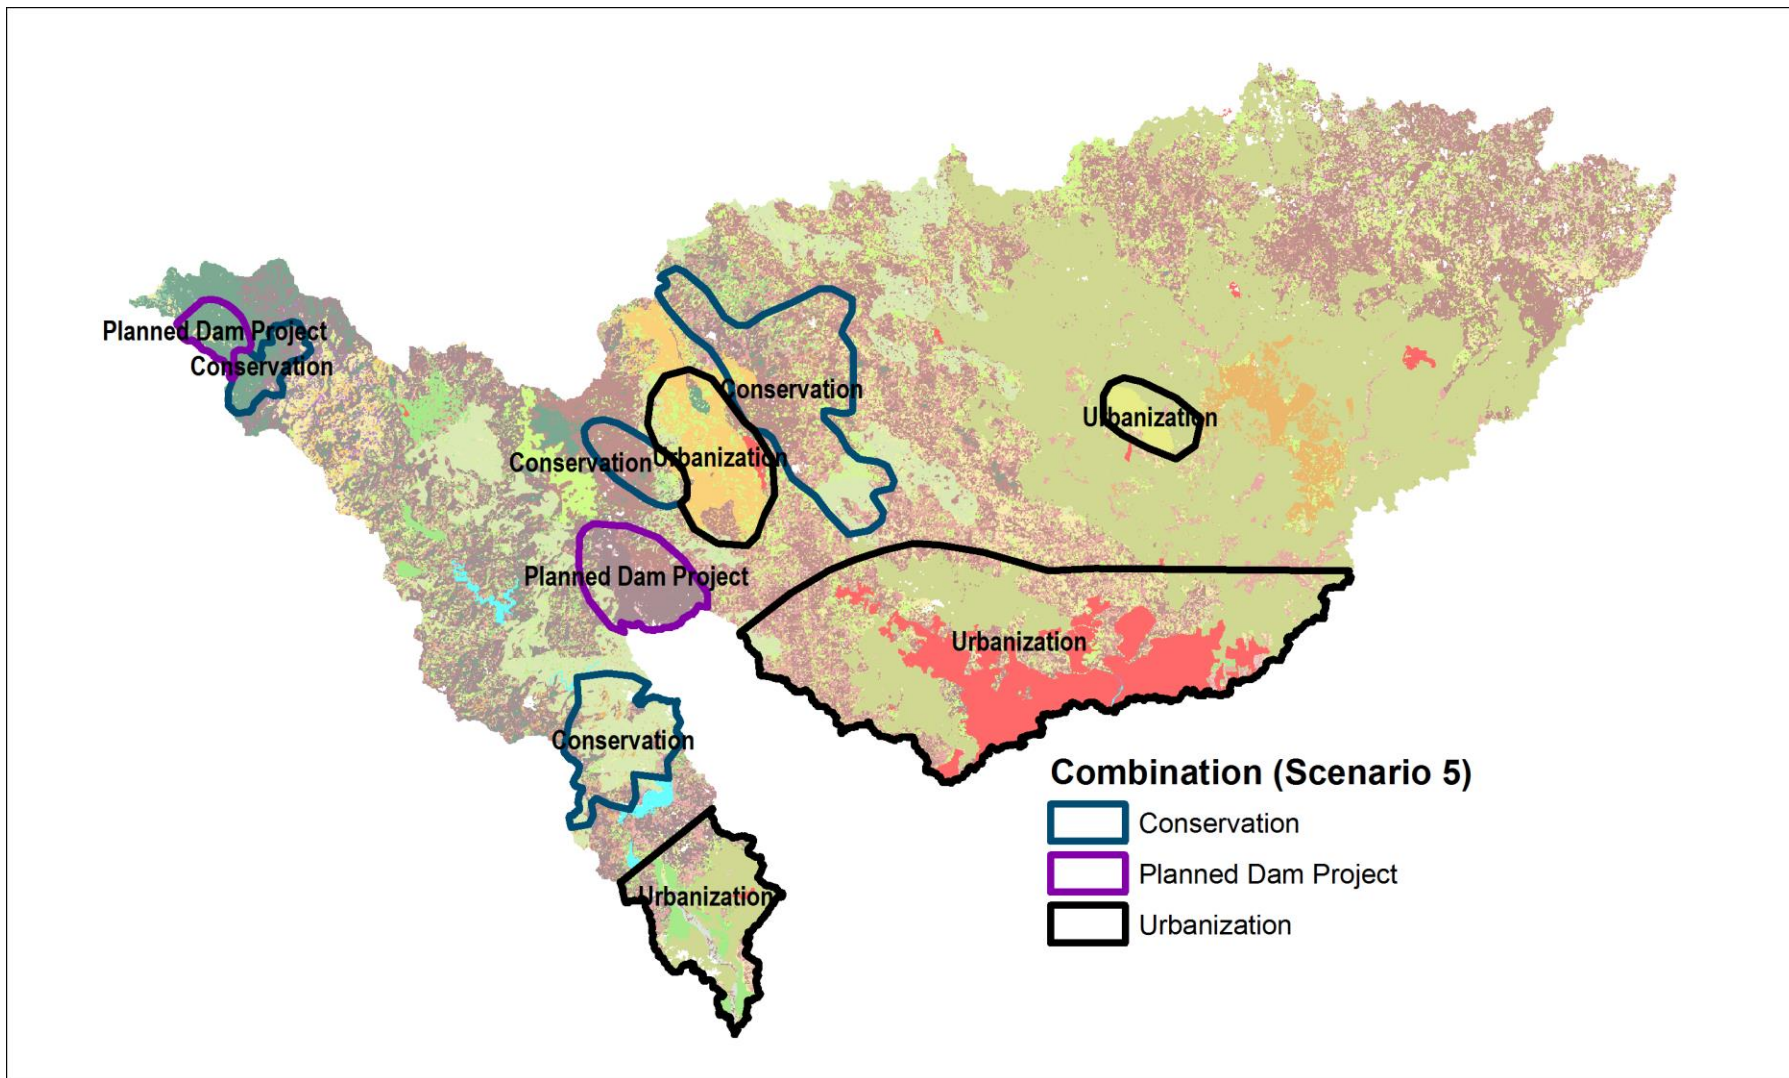 Planned Dam Project
Conservation
Conservation
Urbanization
Conservation
Urbanization
Planned Dam Project
Urbanization
Conservation
Urbanization
Combination (Scenario 5)
Conservation
Planned Dam Project
Urbanization